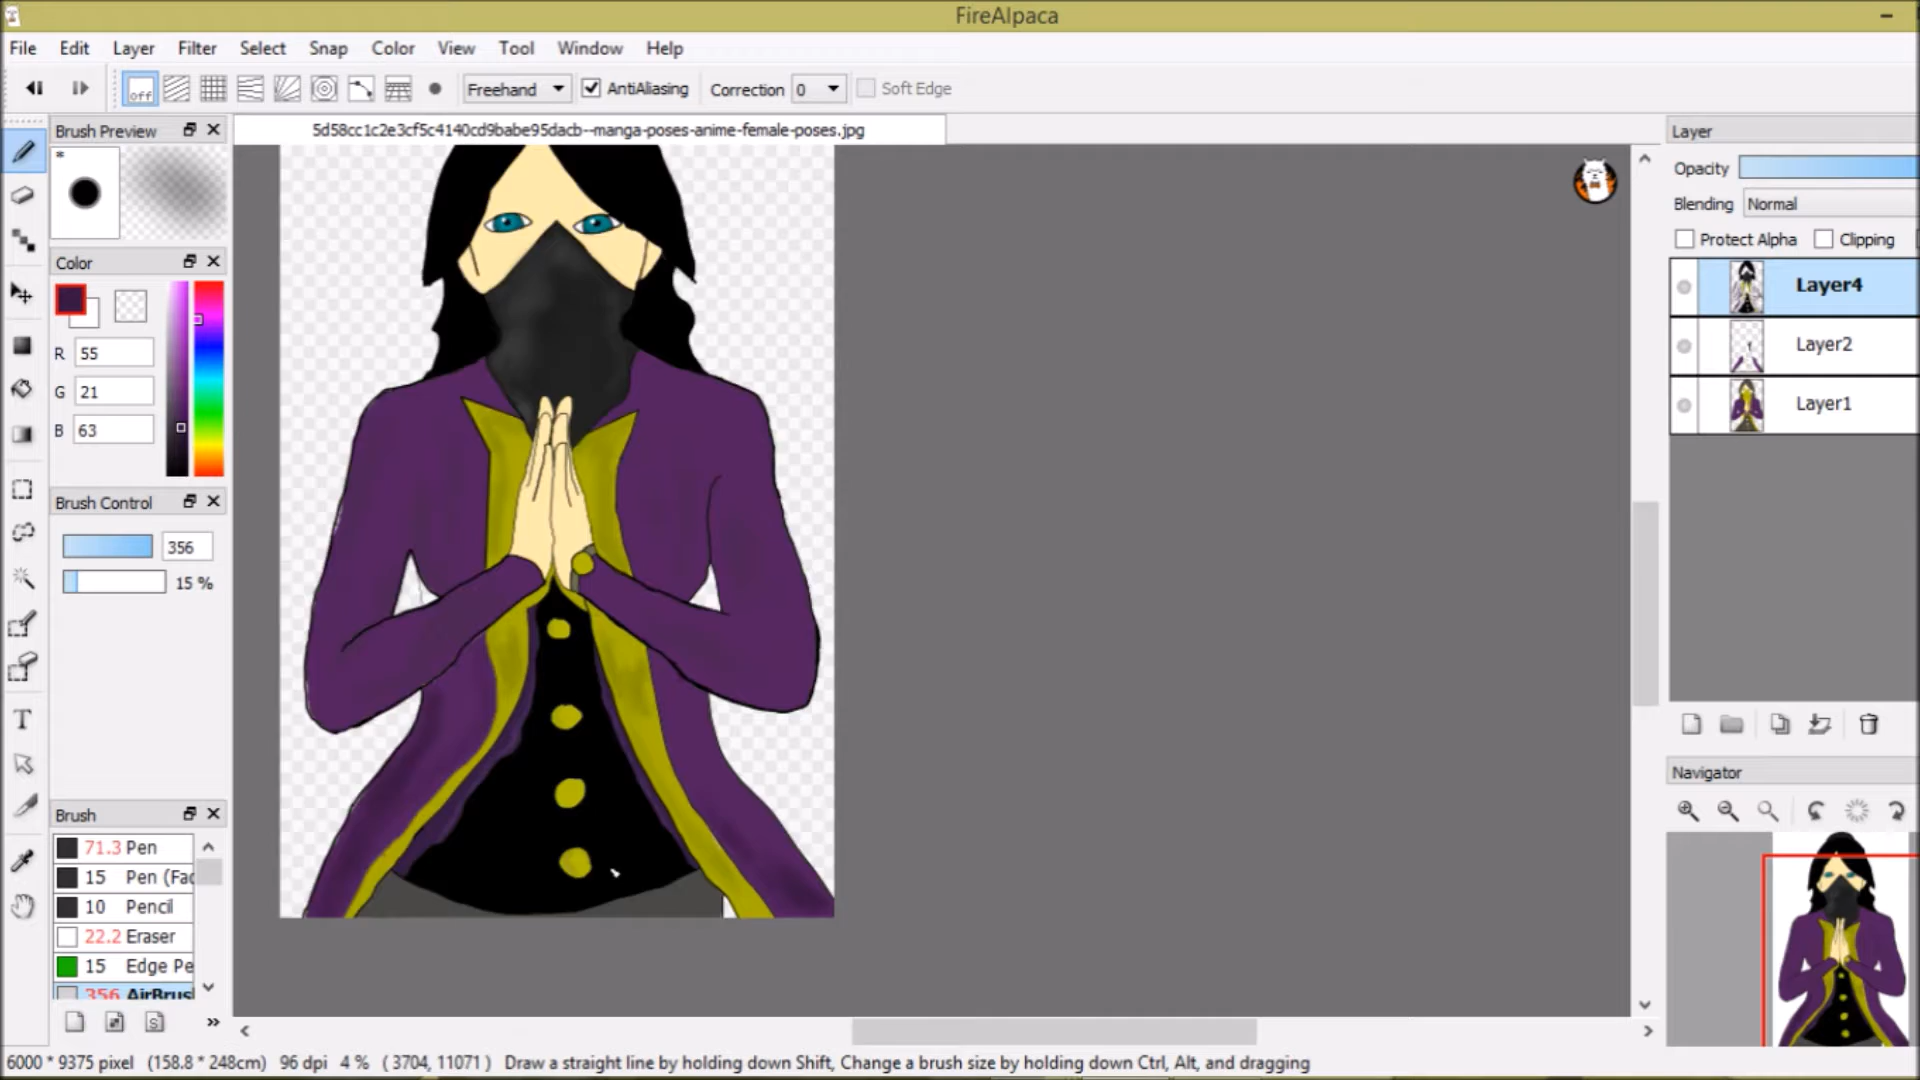 FireAlpaca
File Edit Layer Filter Select Snap Color View Tool Window Help
off Freehand AntiAliasing Correction 0 Soft Edge
Brush Preview
5d58cc1c2e3cf5c4140cd9babe95dacb--manga-poses-anime-female-poses.jpg
Layer
*
Opacity
Blending Normal
Protect Alpha Clipping
Color
Layer4
R 55
Layer2
G 21
Layer1
B 63
Brush Control
356
15 %
Navigator
Brush
71.3 Pen
15 Pen (Fac
10 Pencil
22.2 Eraser
15 Edge Pe
356 AirBrus
S
6000 * 9375 pixel (158.8 * 248cm) 96 dpi 4 % ( 3704, 11071 ) Draw a straight line by holding down Shift, Change a brush size by holding down Ctrl, Alt, and dragging